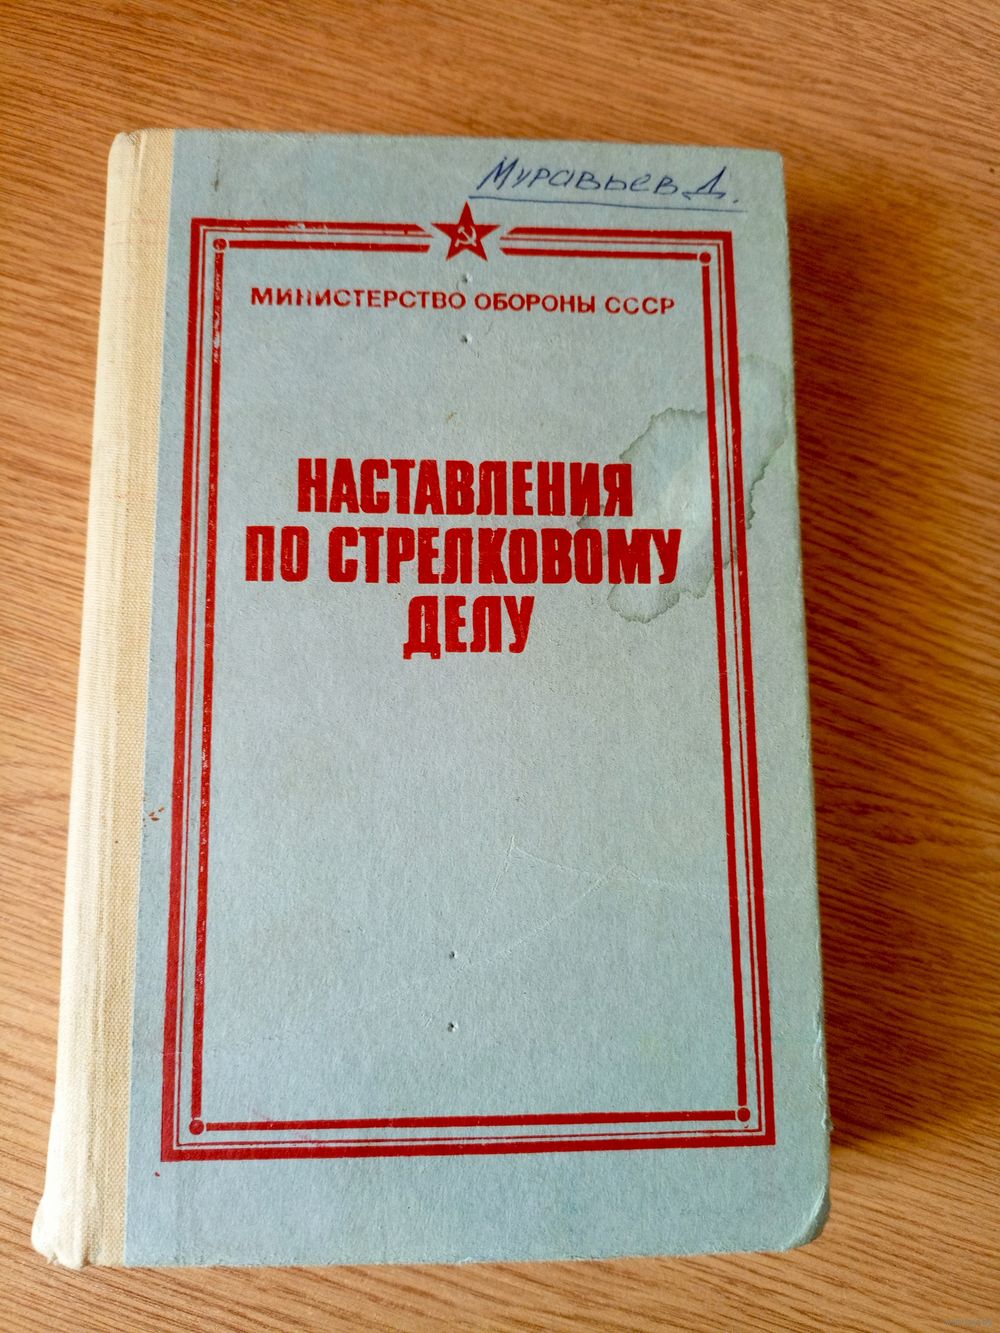 Муравьев Д.
МИНИСТЕРСТВО ОБОРОНЫ СССР
НАСТАВЛЕНИЯ
ПО СТРЕЛКОВОМУ
ДЕЛУ